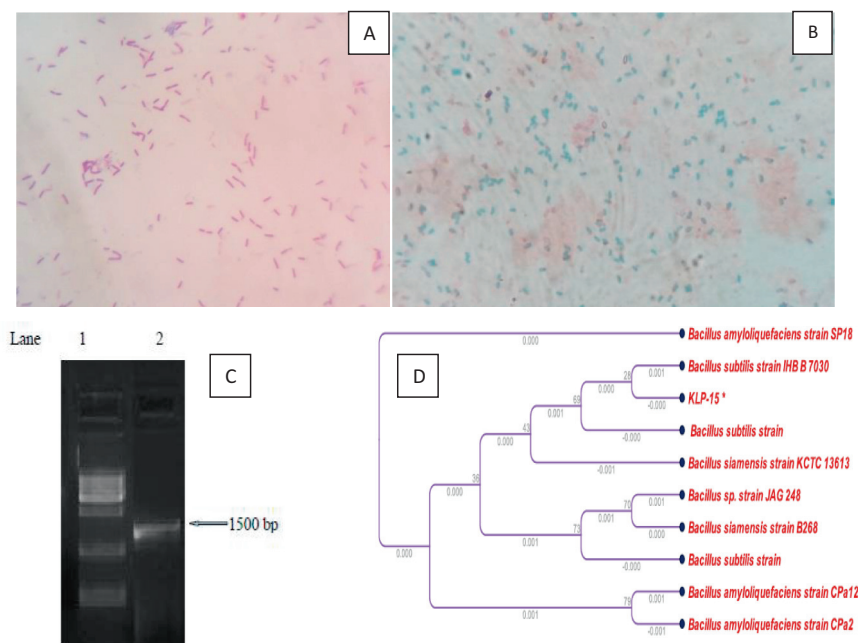 A
B
Lane 1 2
C
1500 bp
D
Bacillus amyloliquefaciens strain SP18
0.000
Bacillus subtilis strain IHB B 7030
28
0.001
0.000
KLP-15 *
-0.000
69
0.001
Bacillus subtilis strain
-0.000
43
0.000
Bacillus siamensis strain KCTC 13613
-0.001
36
0.000
Bacillus sp. strain JAG 248
70
0.001
0.001
Bacillus siamensis strain B268
0.000
73
0.001
Bacillus subtilis strain
-0.000
0.000
Bacillus amyloliquefaciens strain CPa12
79
0.001
0.001
Bacillus amyloliquefaciens strain CPa2
-0.001